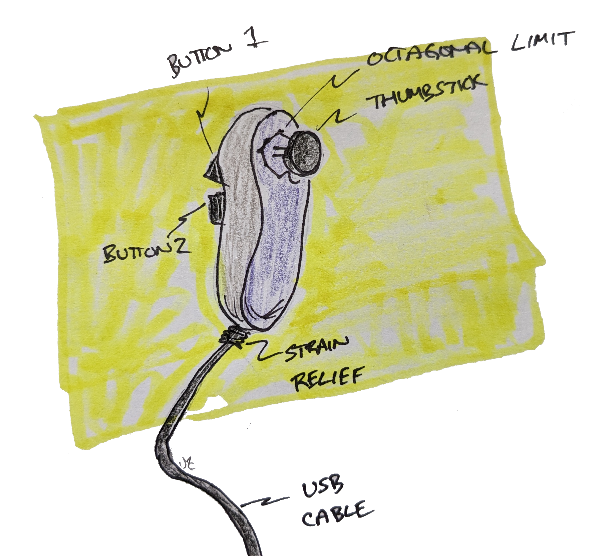 BUTTON 1
OCTAGONAL LIMIT
THUMBSTICK
BUTTON 2
STRAIN
RELIEF
USB
CABLE